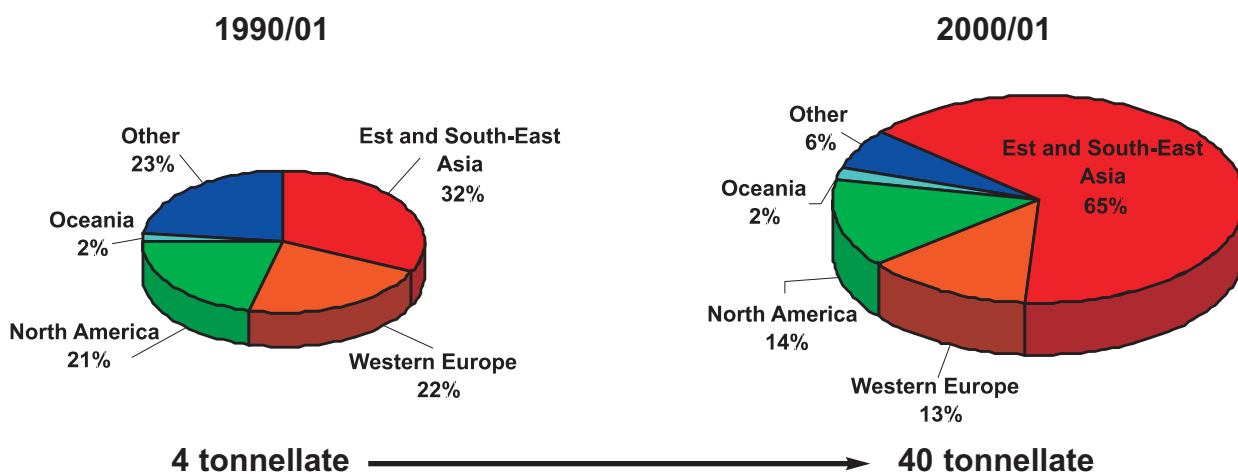 1990/01
Other
23%
Est and South-East
Asia
32%
Oceania
2%
North America
21%
Western Europe
22%
4 tonnellate
2000/01
Other
6%
Est and South-East
Asia
65%
Oceania
2%
North America
14%
Western Europe
13%
40 tonnellate